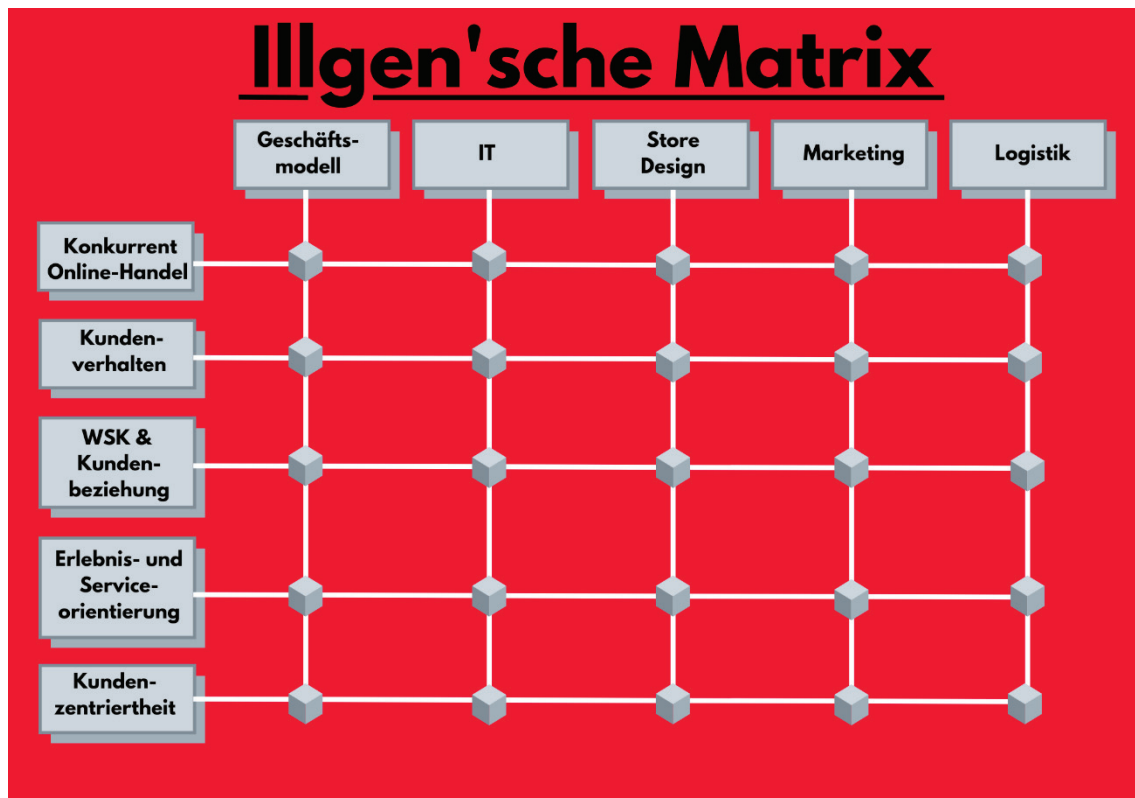 Illgen'sche Matrix
Geschäfts-
modell
IT
Store
Design
Marketing
Logistik
Konkurrent
Online-Handel
Kunden-
verhalten
WSK &
Kunden-
beziehung
Erlebnis- und
Service-
orientierung
Kunden-
zentriertheit